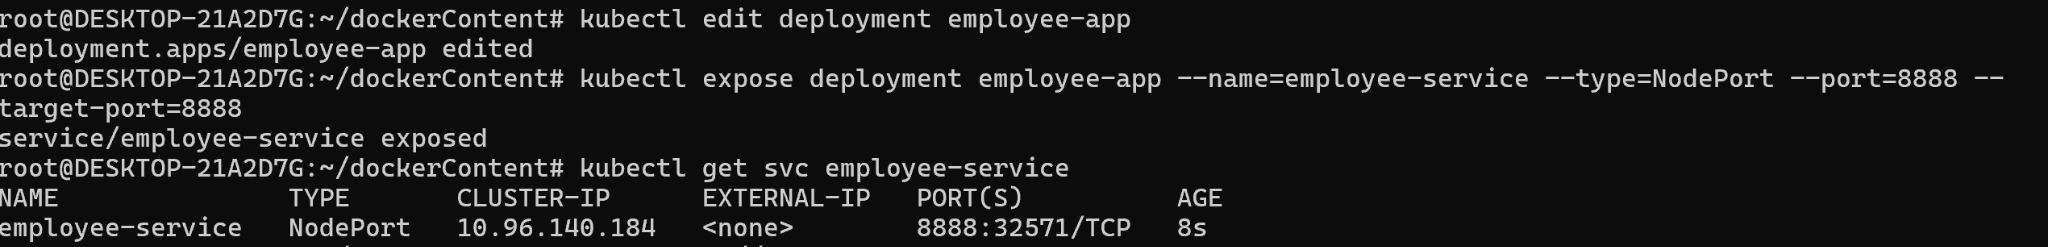 root@DESKTOP-21A2D7G:~/dockerContent# kubectl edit deployment employee-app
deployment.apps/employee-app edited
root@DESKTOP-21A2D7G:~/dockerContent# kubectl expose deployment employee-app --name=employee-service --type=NodePort --port=8888 --
target-port=8888
service/employee-service exposed
root@DESKTOP-21A2D7G:~/dockerContent# kubectl get svc employee-service
NAME               TYPE       CLUSTER-IP      EXTERNAL-IP   PORT(S)          AGE
employee-service   NodePort   10.96.140.184   <none>        8888:32571/TCP   8s